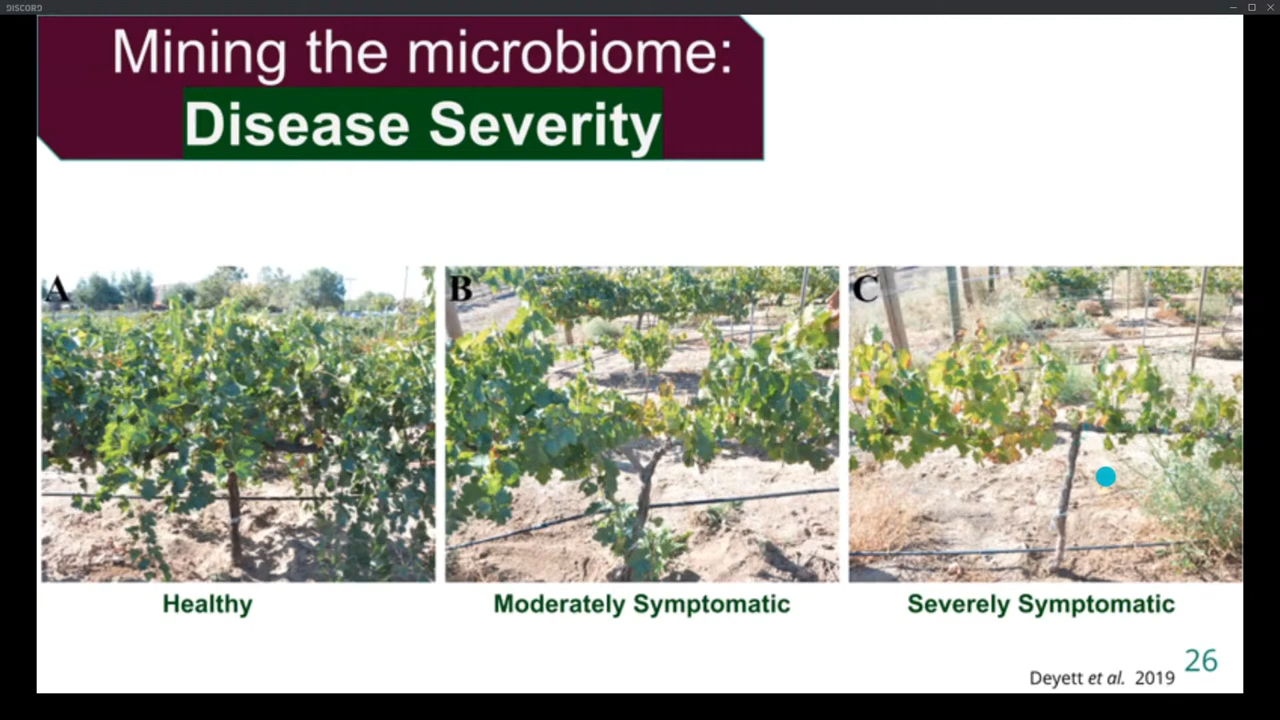 DISCORD
Mining the microbiome:
Disease Severity
A
B
C
Healthy
Moderately Symptomatic
Severely Symptomatic
26
Deyett et al. 2019